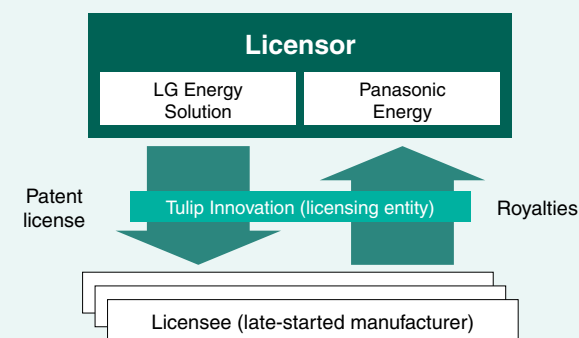 Licensor
LG Energy
Solution
Panasonic
Energy
Patent
license
Tulip Innovation (licensing entity)
Royalties
Licensee (late-started manufacturer)